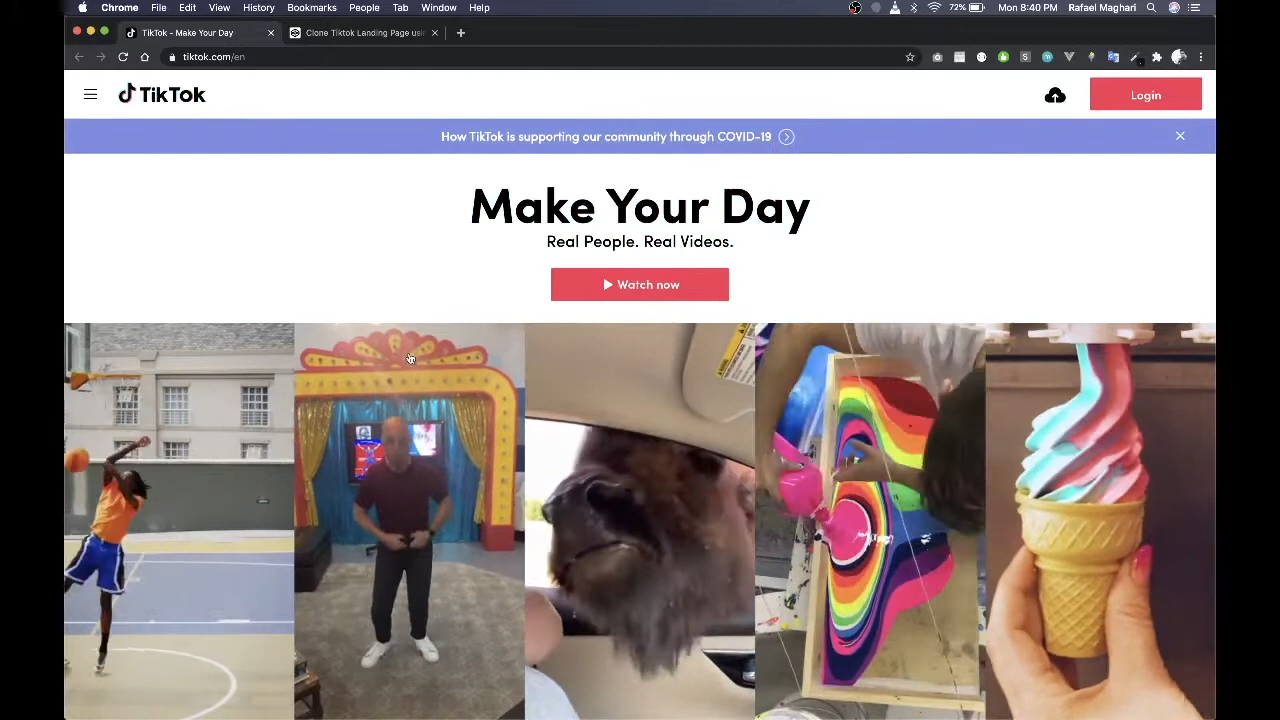 Chrome File Edit View History Bookmarks People Tab Window Help 72% Mon 8:40 PM Rafael Maghari
TikTok - Make Your Day Clone Tiktok Landing Page usin
tiktok.com/en
TikTok Login
How TikTok is supporting our community through COVID-19
Make Your Day
Real People. Real Videos.
Watch now